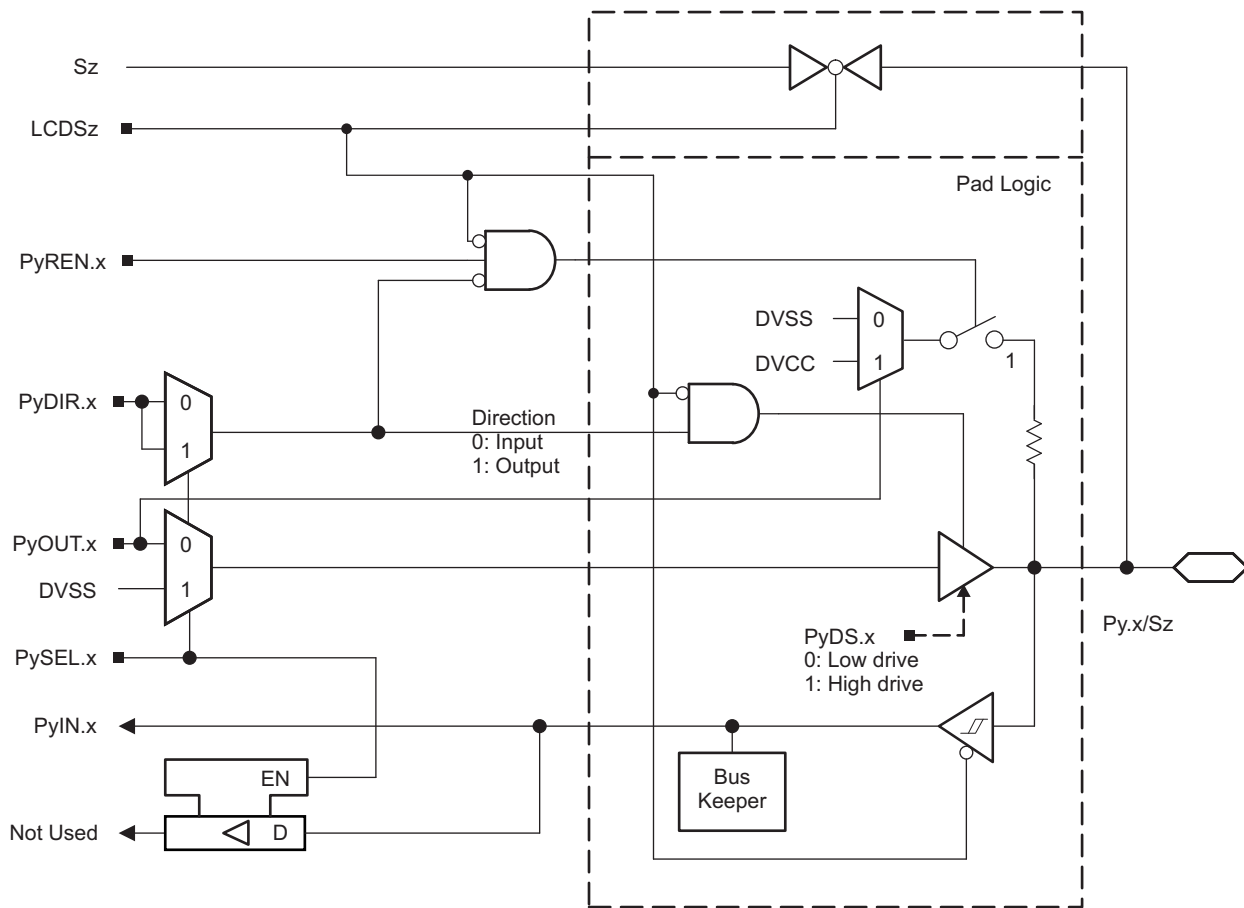 Sz
LCDSz
Pad Logic
PyREN.x
DVSS
0
DVCC
1
1
PyDIR.x
0
1
Direction
0: Input
1: Output
PyOUT.x
0
DVSS
1
PySEL.x
PyDS.x
0: Low drive
1: High drive
Py.x/Sz
PyIN.x
Bus
Keeper
EN
Not Used
D